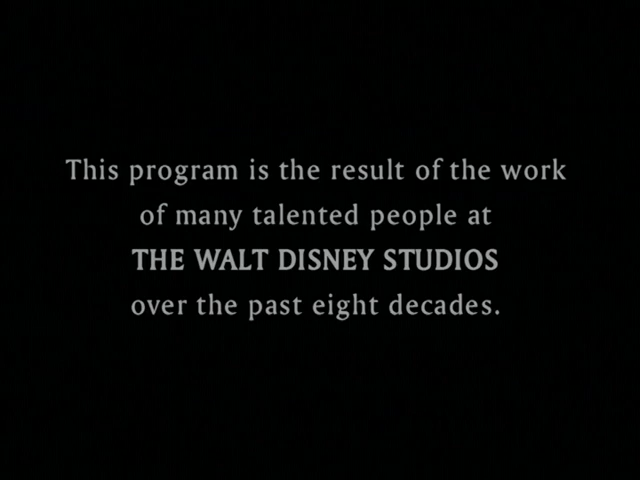 This program is the result of the work
of many talented people at
THE WALT DISNEY STUDIOS
over the past eight decades.